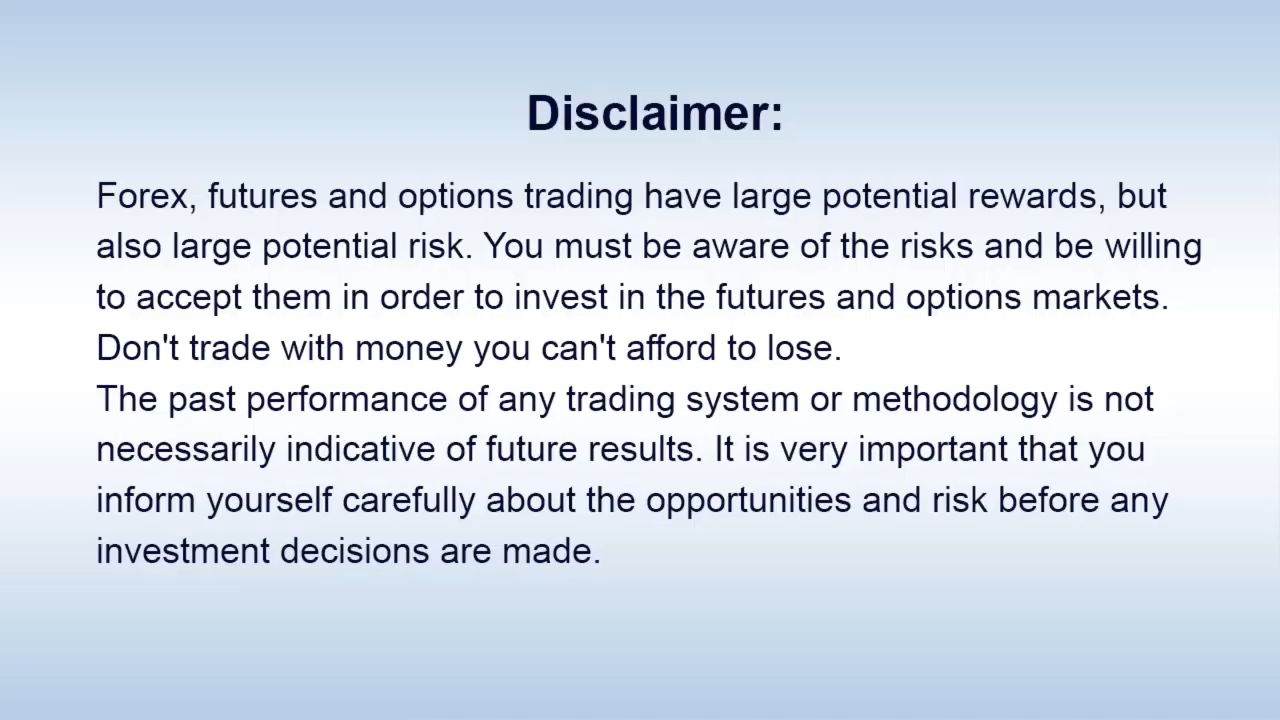 Disclaimer:
Forex, futures and options trading have large potential rewards, but
also large potential risk. You must be aware of the risks and be willing
to accept them in order to invest in the futures and options markets.
Don't trade with money you can't afford to lose.
The past performance of any trading system or methodology is not
necessarily indicative of future results. It is very important that you
inform yourself carefully about the opportunities and risk before any
investment decisions are made.